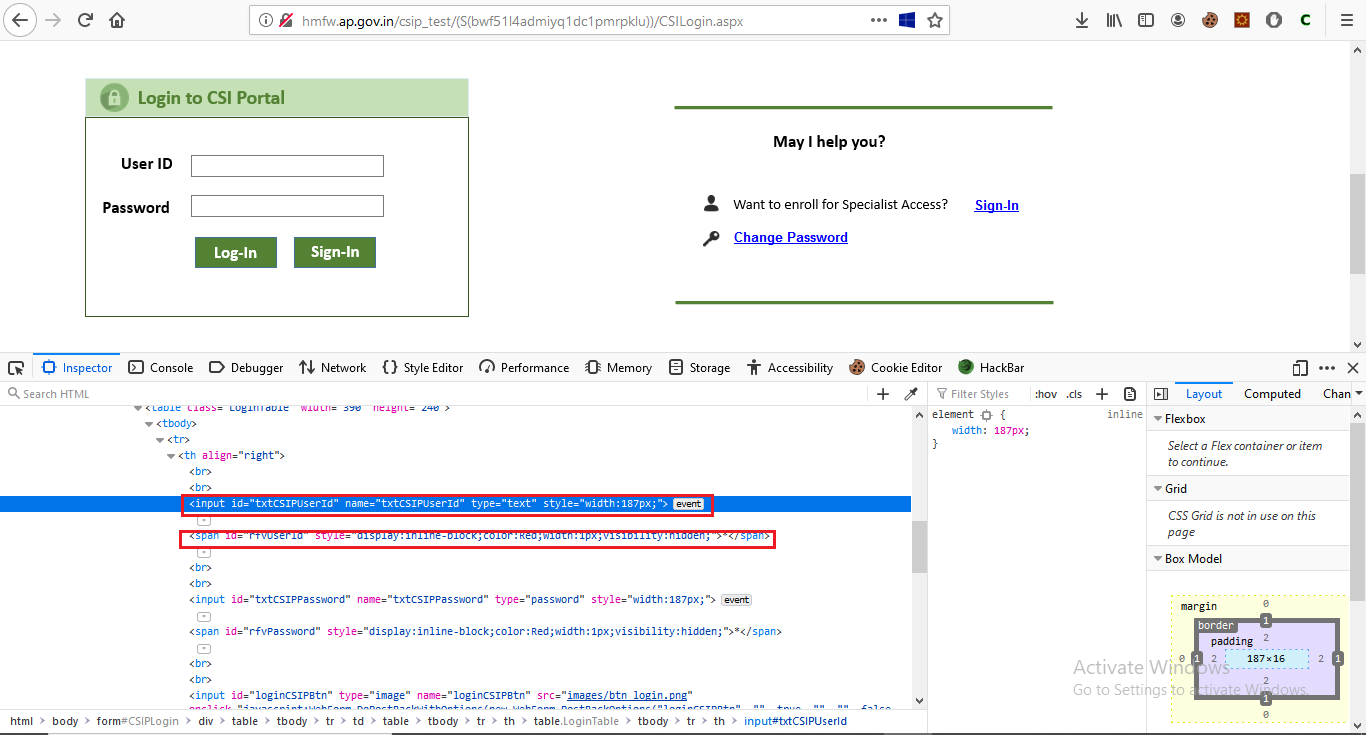 hmfw.ap.gov.in/csip_test/(S(bwf51l4admiyq1dc1pmrpklu))/CSILogin.aspx
Login to CSI Portal
User ID
Password
Log-In
Sign-In
May I help you?
Want to enroll for Specialist Access?
Sign-In
Change Password
Inspector
Console
Debugger
Network
Style Editor
Performance
Memory
Storage
Accessibility
Cookie Editor
HackBar
Search HTML
<table class="LoginTable" width="390" height="240">
<tbody>
<tr>
<th align="right">
<br>
<br>
<input id="txtCSIPUserId" name="txtCSIPUserId" type="text" style="width:187px;"> event
<span id="rfvUserId" style="display:inline-block;color:Red;width:1px;visibility:hidden;">*</span>
<br>
<br>
<input id="txtCSIPPassword" name="txtCSIPPassword" type="password" style="width:187px;"> event
<span id="rfvPassword" style="display:inline-block;color:Red;width:1px;visibility:hidden;">*</span>
<br>
<br>
<input id="loginCSIPBtn" type="image" name="loginCSIPBtn" src="images/btn_login.png"
onclick="javascript:WebForm_DoPostBackWithOptions(new WebForm_PostBackOptions("loginCSIPBtn", "", true, "", "", false,
html > body > form#CSIPLogin > div > table > tbody > tr > td > table > tbody > tr > th > table.LoginTable > tbody > tr > th > input#txtCSIPUserId
Filter Styles
:hov .cls
element { inline
width: 187px;
}
Layout
Computed
Chan
Flexbox
Select a Flex container or item
to continue.
Grid
CSS Grid is not in use on this
page
Box Model
margin 0
border 1
padding 2
0 1 2 187×16 2 1 0
2
1
0
Activate Windows
Go to Settings to activate Windows.